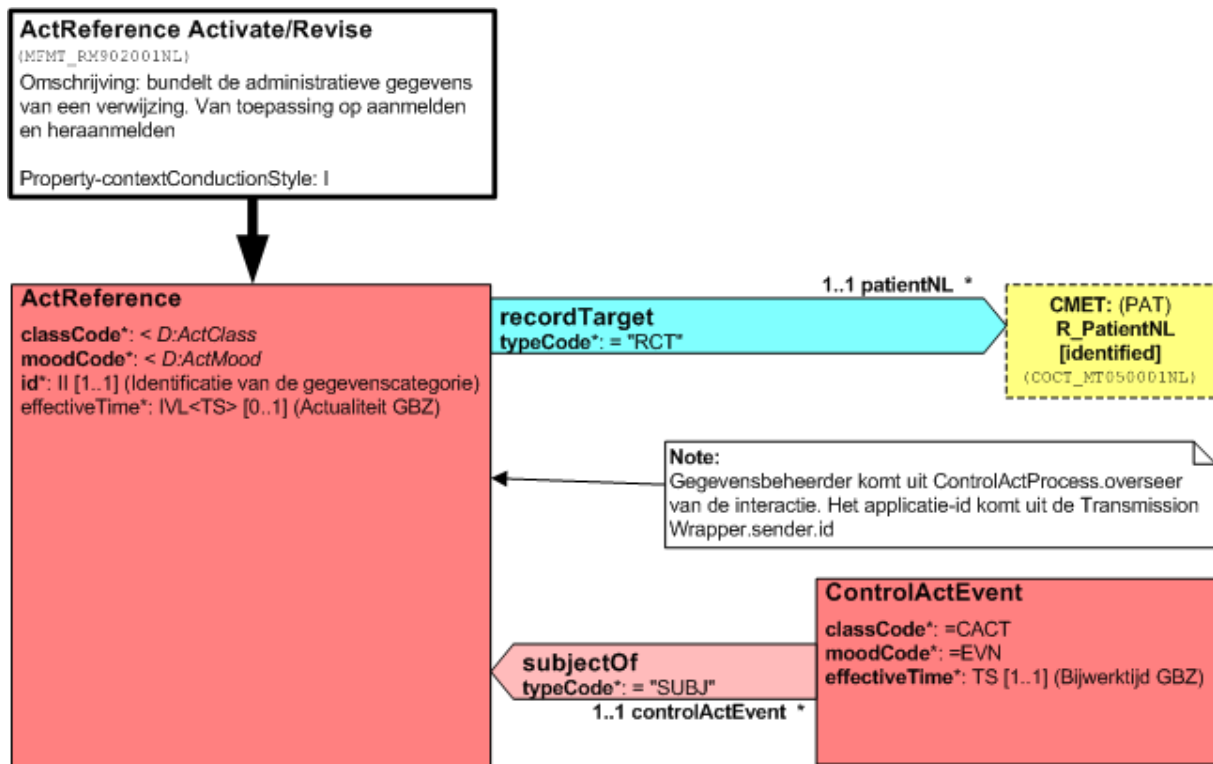 ActReference Activate/Revise
(MFMT_RM902001NL)
Omschrijving: bundelt de administratieve gegevens
van een verwijzing. Van toepassing op aanmelden
en heraanmelden
Property-contextConductionStyle: I
ActReference
classCode*: < D:ActClass
moodCode*: < D:ActMood
id*: II [1..1] (Identificatie van de gegevenscategorie)
effectiveTime*: IVL<TS> [0..1] (Actualiteit GBZ)
1..1 patientNL *
recordTarget
typeCode*: = "RCT"
CMET: (PAT)
R_PatientNL
[identified]
(COCT_MT050001NL)
Note:
Gegevensbeheerder komt uit ControlActProcess.overseer
van de interactie. Het applicatie-id komt uit de Transmission
Wrapper.sender.id
ControlActEvent
classCode*: =CACT
moodCode*: =EVN
effectiveTime*: TS [1..1] (Bijwerktijd GBZ)
subjectOf
typeCode*: = "SUBJ"
1..1 controlActEvent *